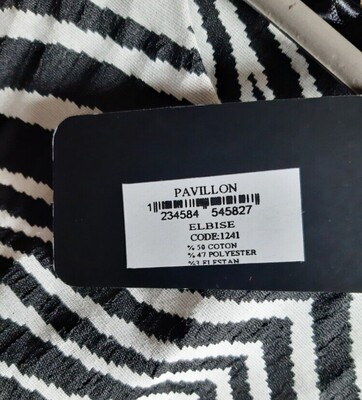 PAVILLON
1 234584 545827
ELBISE
CODE:1241
% 50 COTON
% 47 POLYESTER
%3 ELESTAN